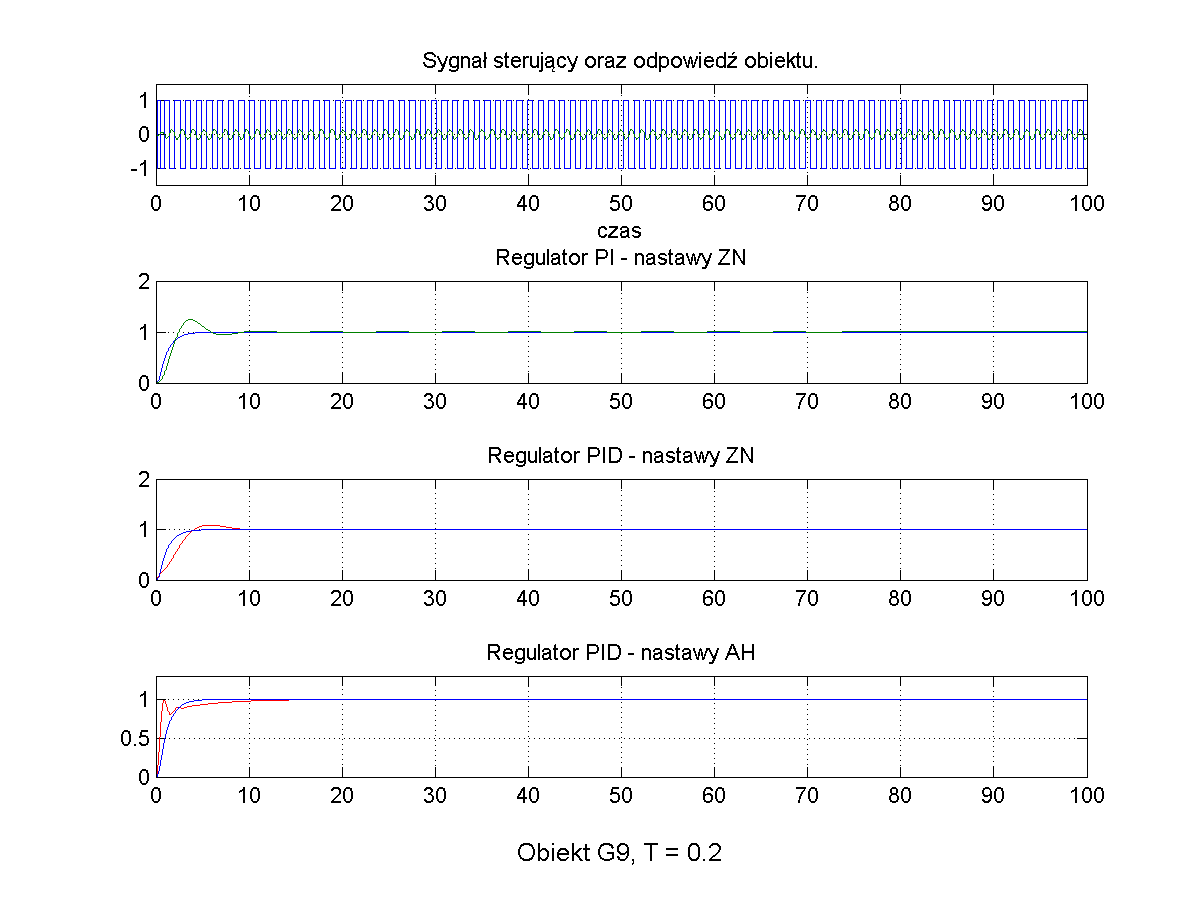 Sygnał sterujący oraz odpowiedź obiektu.
1
0
-1
0 10 20 30 40 50 60 70 80 90 100
czas
Regulator PI - nastawy ZN
2
1
0
0 10 20 30 40 50 60 70 80 90 100
Regulator PID - nastawy ZN
2
1
0
0 10 20 30 40 50 60 70 80 90 100
Regulator PID - nastawy AH
1
0.5
0
0 10 20 30 40 50 60 70 80 90 100
Obiekt G9, T = 0.2